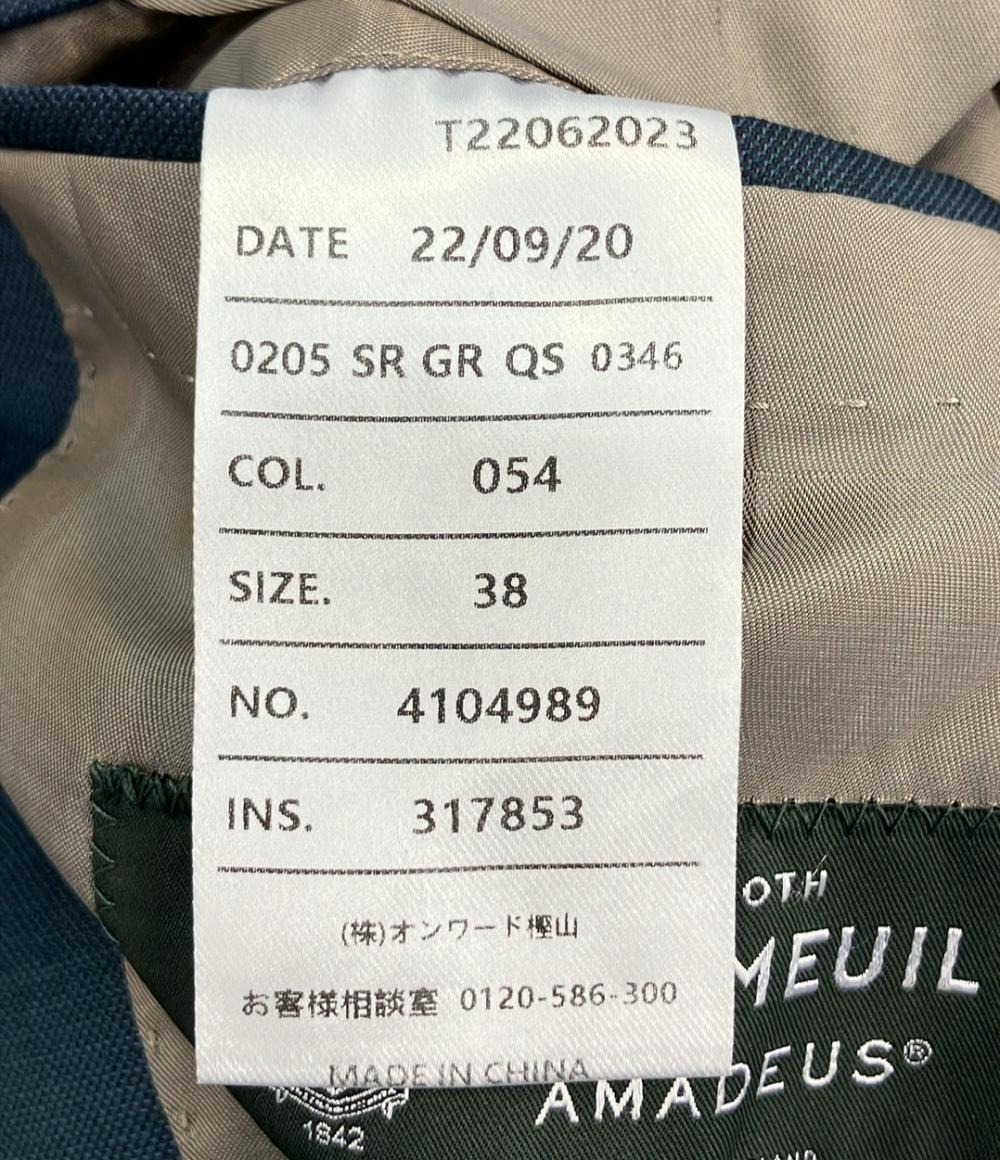 T22062023
DATE 22/09/20
0205 SR GR QS 0346
COL. 054
SIZE. 38
NO. 4104989
INS. 317853
(株)オンワード樫山
お客様相談室 0120-586-300
MADE IN CHINA
OTH
MEUIL
AMADEUS®
1842